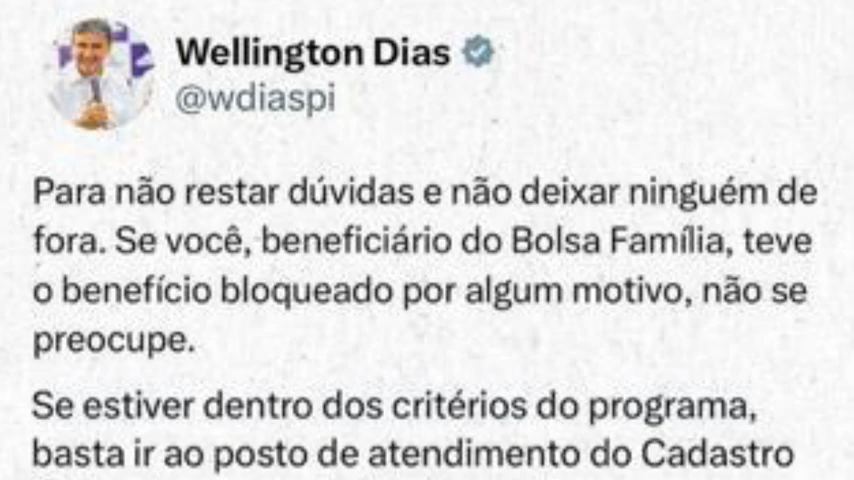 Wellington Dias
@wdiaspi
Para não restar dúvidas e não deixar ninguém de
fora. Se você, beneficiário do Bolsa Família, teve
o benefício bloqueado por algum motivo, não se
preocupe.
Se estiver dentro dos critérios do programa,
basta ir ao posto de atendimento do Cadastro